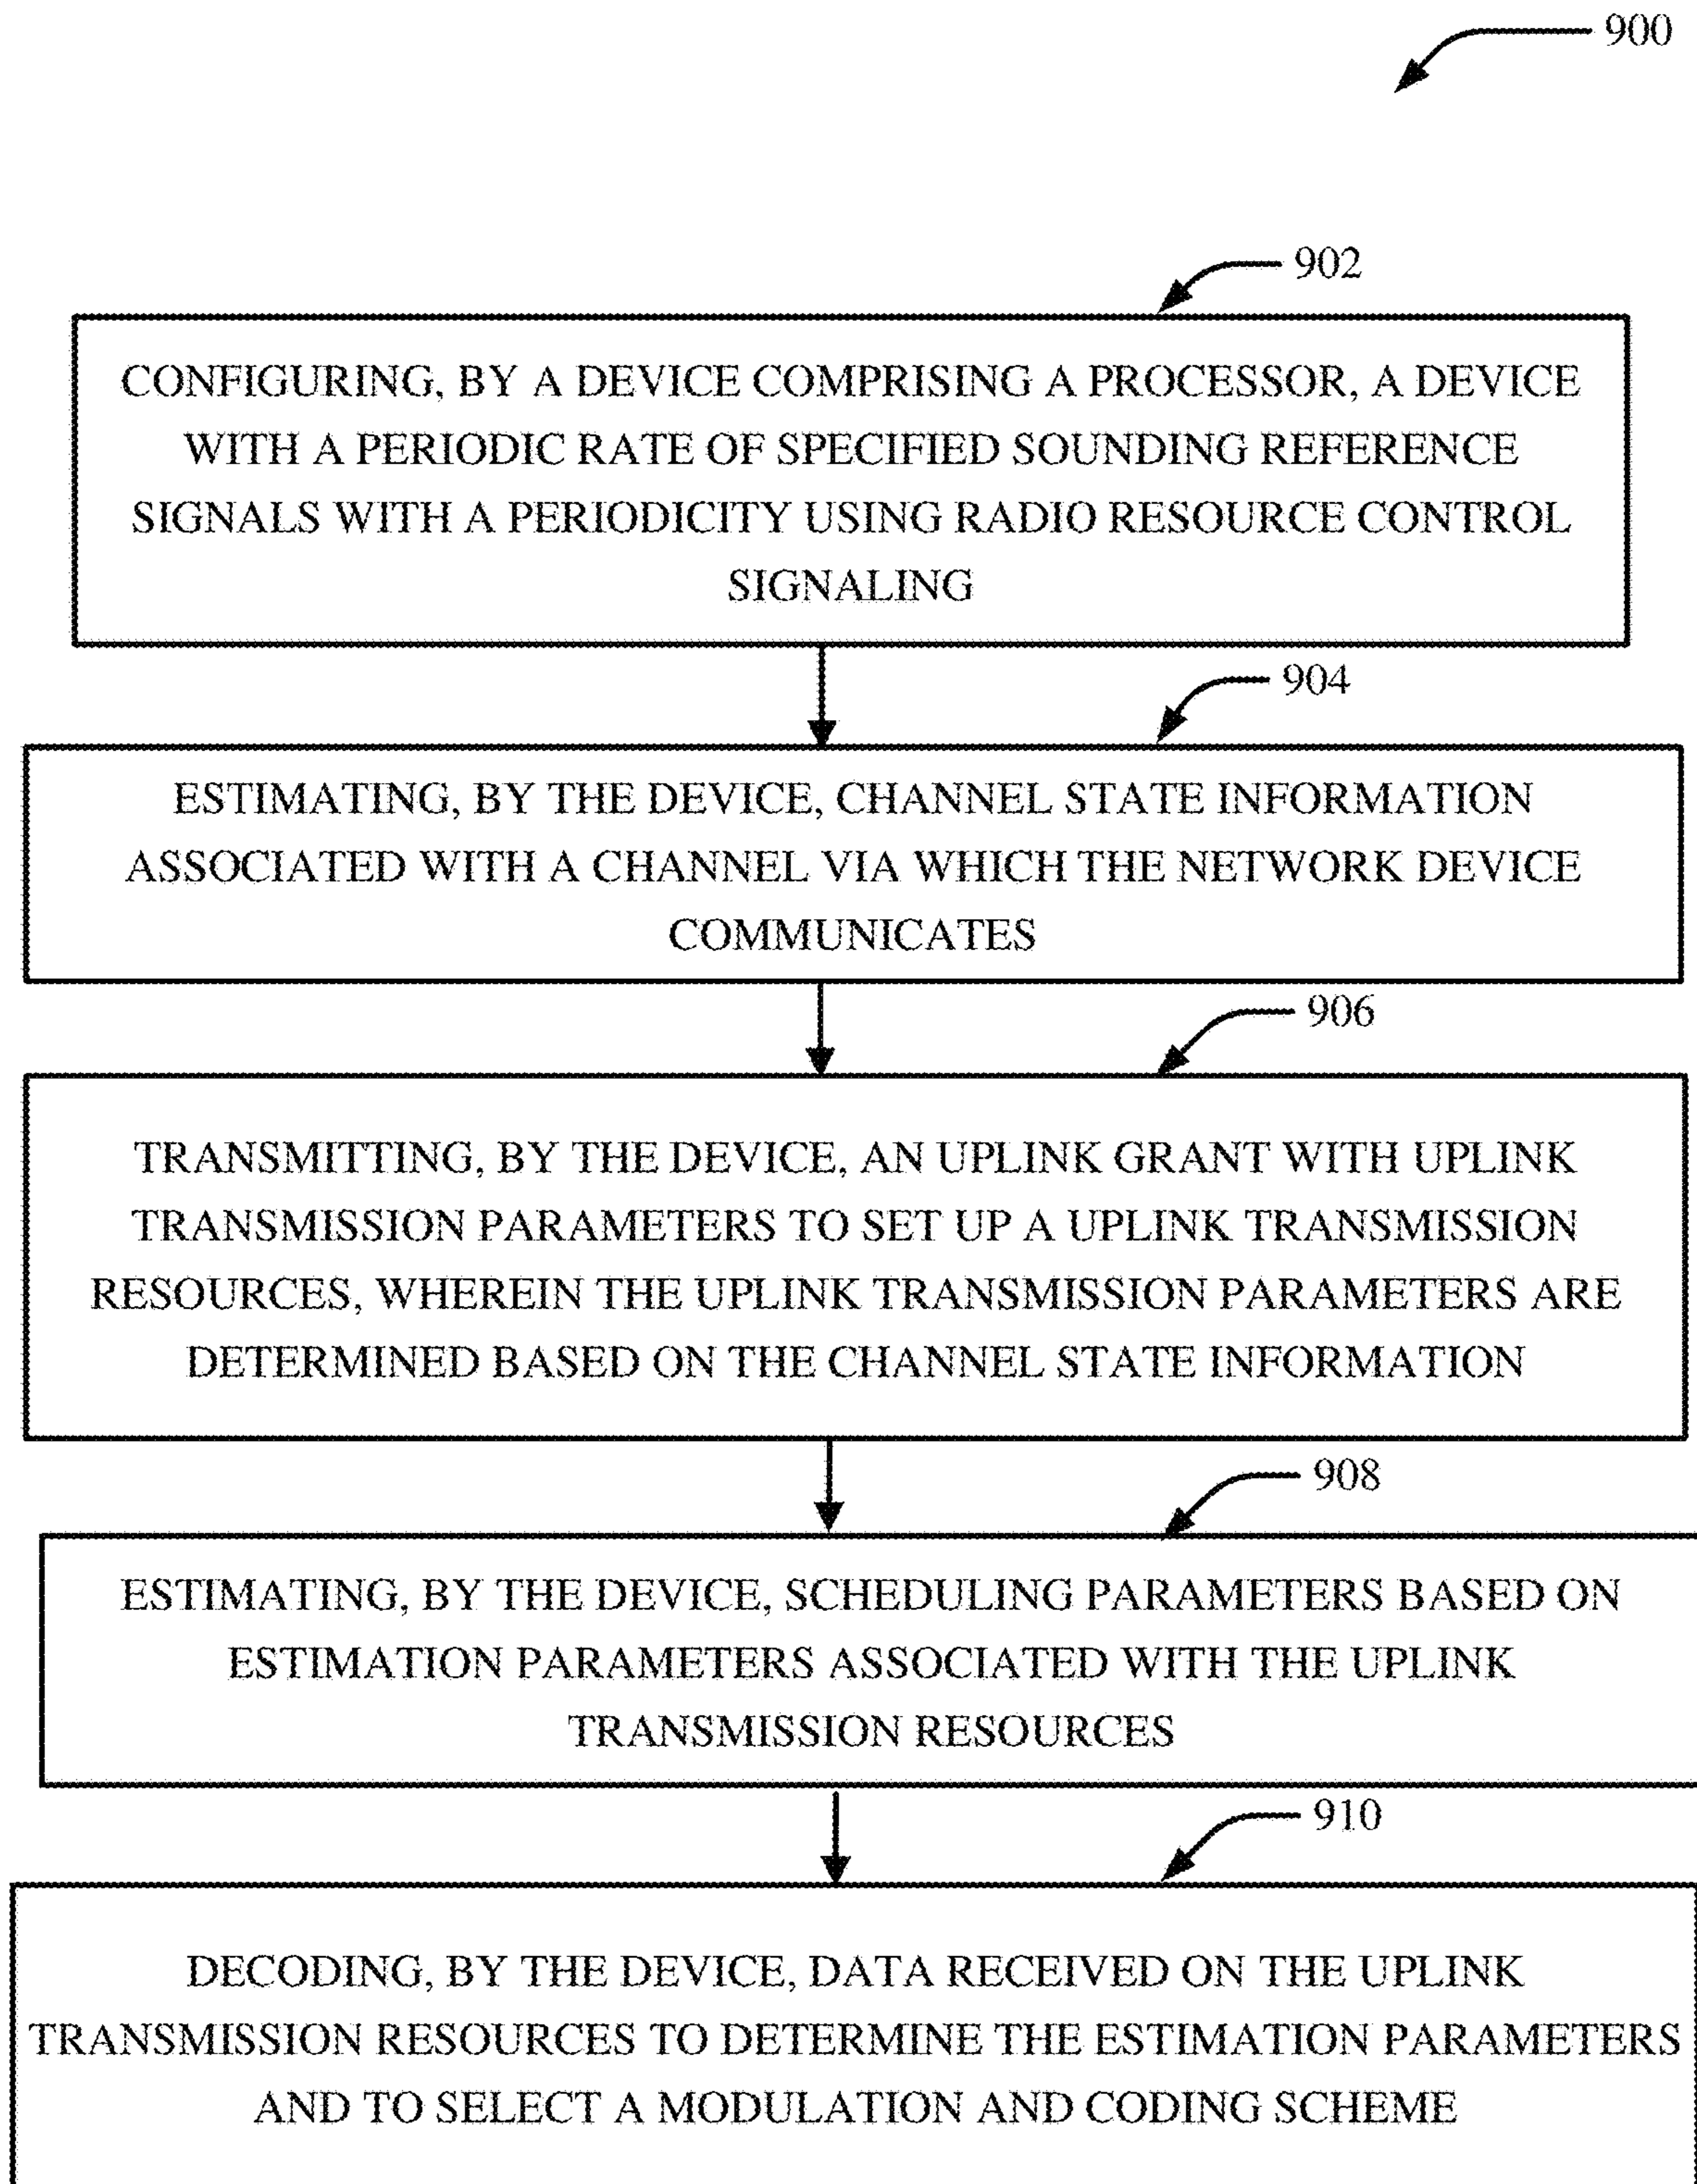 900
902
CONFIGURING, BY A DEVICE COMPRISING A PROCESSOR, A DEVICE
WITH A PERIODIC RATE OF SPECIFIED SOUNDING REFERENCE
SIGNALS WITH A PERIODICITY USING RADIO RESOURCE CONTROL
SIGNALING
904
ESTIMATING, BY THE DEVICE, CHANNEL STATE INFORMATION
ASSOCIATED WITH A CHANNEL VIA WHICH THE NETWORK DEVICE
COMMUNICATES
906
TRANSMITTING, BY THE DEVICE, AN UPLINK GRANT WITH UPLINK
TRANSMISSION PARAMETERS TO SET UP A UPLINK TRANSMISSION
RESOURCES, WHEREIN THE UPLINK TRANSMISSION PARAMETERS ARE
DETERMINED BASED ON THE CHANNEL STATE INFORMATION
908
ESTIMATING, BY THE DEVICE, SCHEDULING PARAMETERS BASED ON
ESTIMATION PARAMETERS ASSOCIATED WITH THE UPLINK
TRANSMISSION RESOURCES
910
DECODING, BY THE DEVICE, DATA RECEIVED ON THE UPLINK
TRANSMISSION RESOURCES TO DETERMINE THE ESTIMATION PARAMETERS
AND TO SELECT A MODULATION AND CODING SCHEME